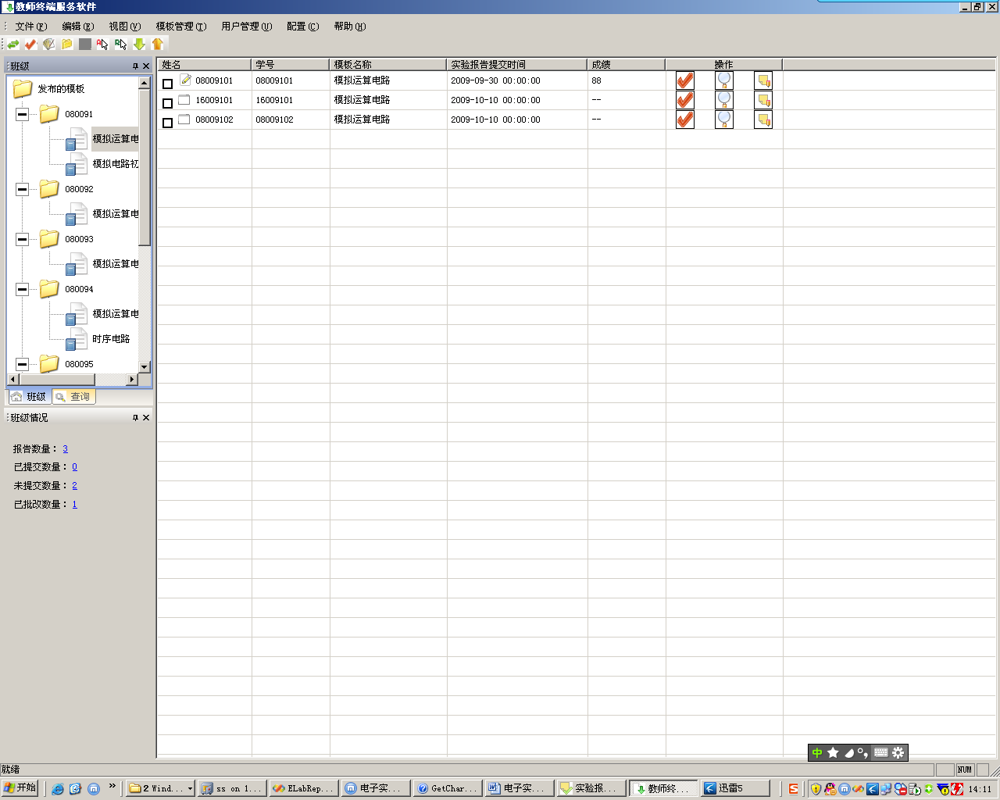 教师终端服务软件
文件(F) 编辑(E) 视图(V) 模板管理(T) 用户管理(U) 配置(C) 帮助(H)
班级
发布的模板
080091
模拟运算电
模拟电路初
080092
模拟运算电
080093
模拟运算电
080094
模拟运算电
时序电路
080095
班级 查询
班级情况
报告数量： 3
已提交数量： 0
未提交数量： 2
已批改数量： 1
姓名 学号 模板名称 实验报告提交时间 成绩 操作
08009101 08009101 模拟运算电路 2009-09-30 00:00:00 88
16009101 16009101 模拟运算电路 2009-10-10 00:00:00 --
08009102 08009102 模拟运算电路 2009-10-10 00:00:00 --
中
就绪 NUM
开始 » 2 Wind... ss on 1... ELabRep... 电子实... GetChar... 电子实... 实验报... 教师终... 迅雷5 14:11